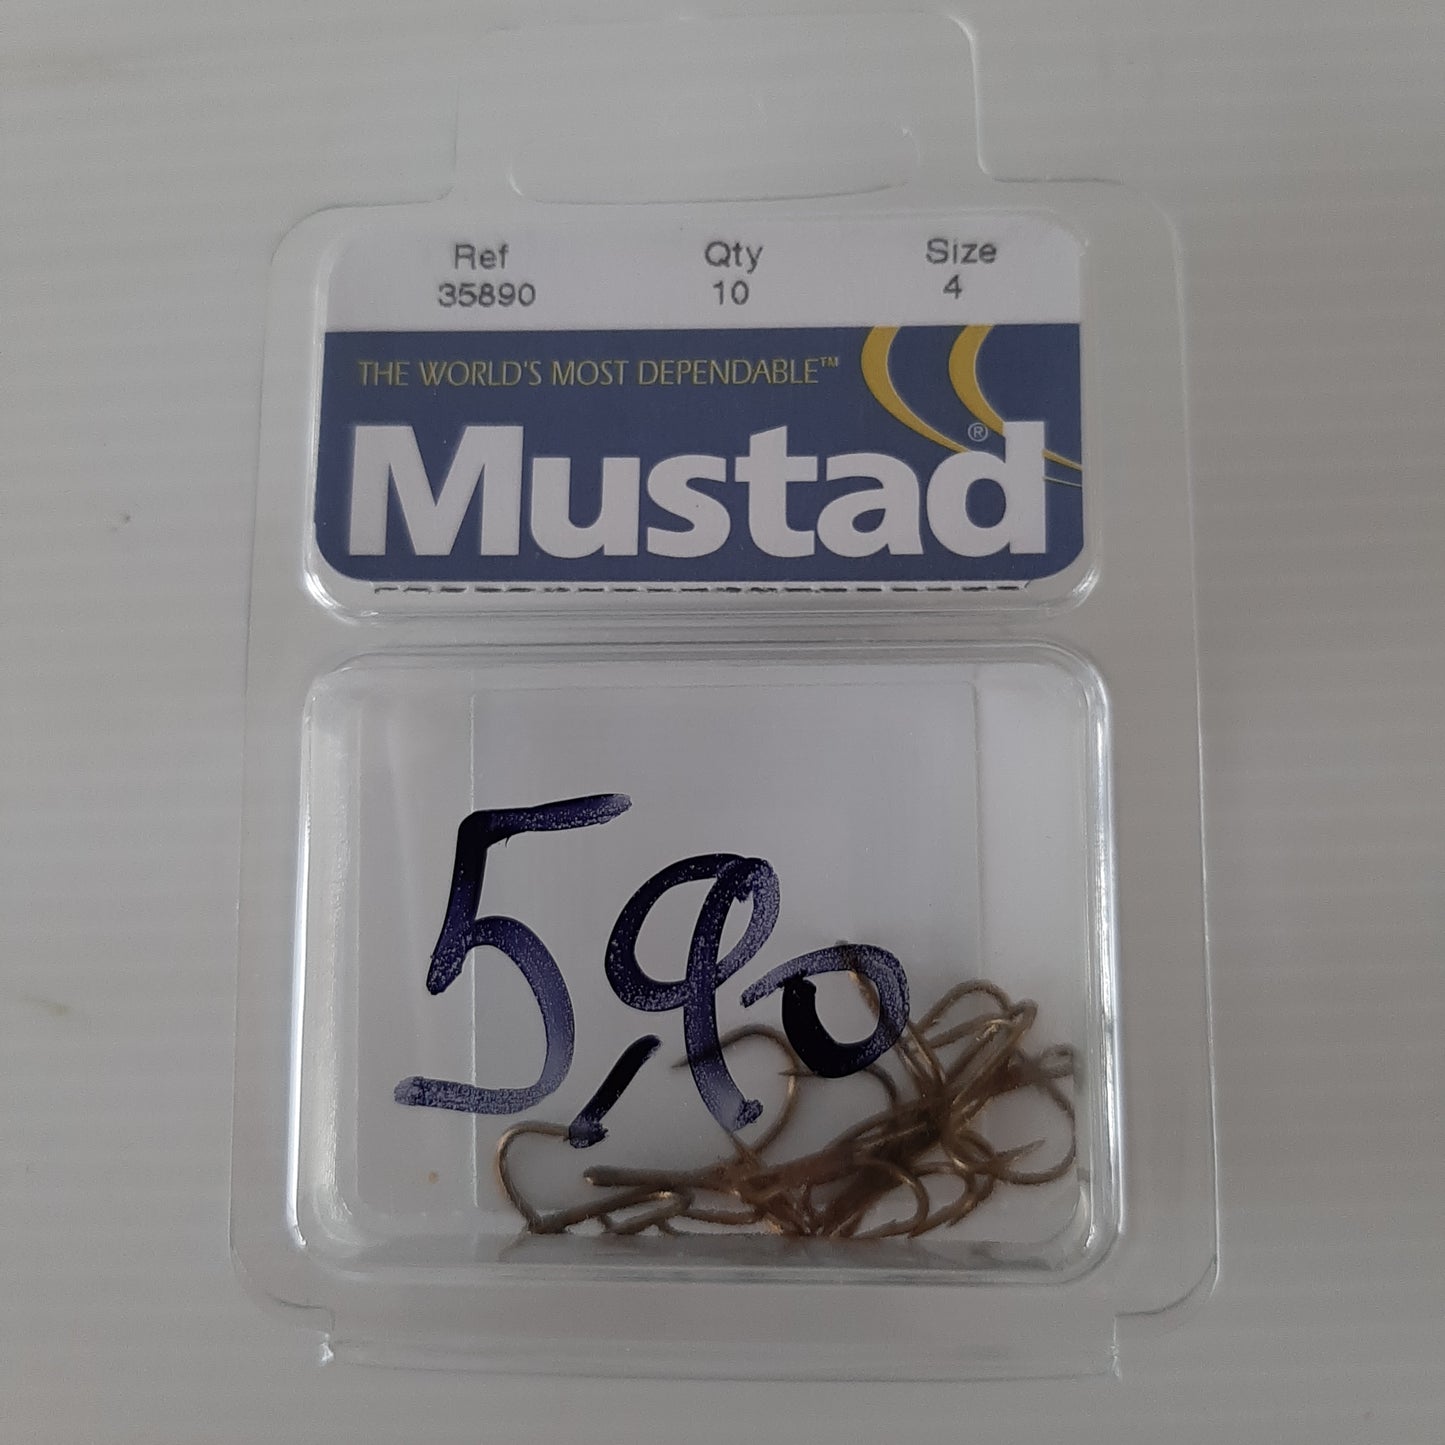 Ref Qty Size
35890 10 4
THE WORLD'S MOST DEPENDABLE™
Mustad®
5,90